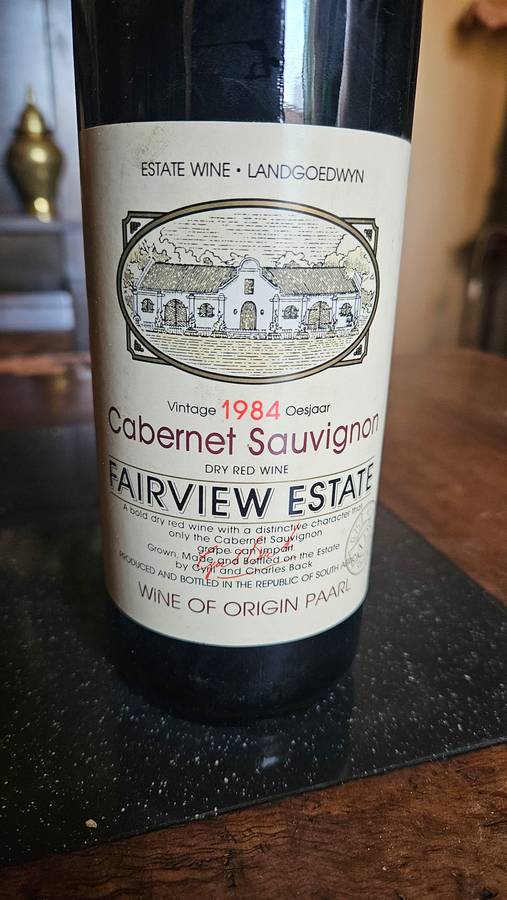 ESTATE WINE • LANDGOEDWYN
Vintage 1984 Oesjaar
Cabernet Sauvignon
DRY RED WINE
FAIRVIEW ESTATE
A bold dry red wine with a distinctive character that
only the Cabernet Sauvignon
grape can impart.
Grown, Made and Bottled on the Estate
by Cyril and Charles Back
PRODUCED AND BOTTLED IN THE REPUBLIC OF SOUTH
WINE OF ORIGIN PAARL